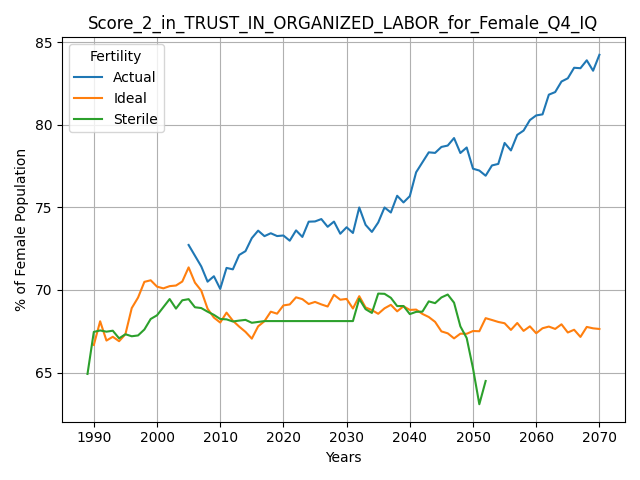 Score_2_in_TRUST_IN_ORGANIZED_LABOR_for_Female_Q4_IQ
Fertility
Actual
Ideal
Sterile
% of Female Population
85
80
75
70
65
1990 2000 2010 2020 2030 2040 2050 2060 2070
Years